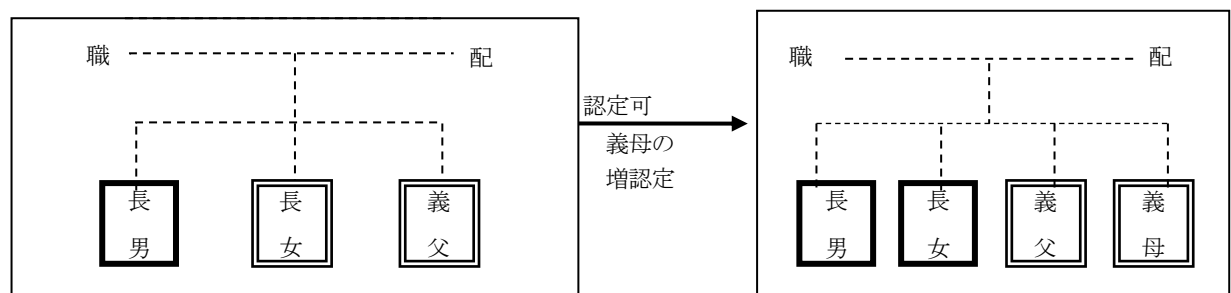 職 配
長男 長女 義父
認定可
義母の
増認定
職 配
長男 長女 義父 義母